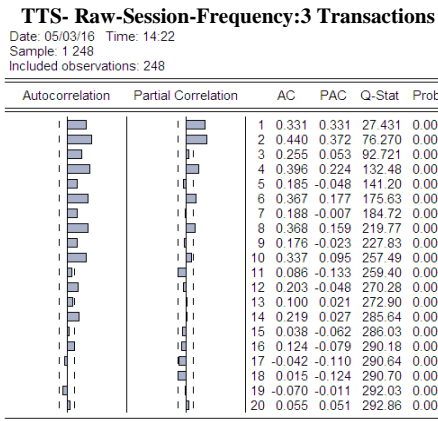 TTS- Raw-Session-Frequency:3 Transactions
Date: 05/03/16 Time: 14:22
Sample: 1 248
Included observations: 248
Autocorrelation Partial Correlation AC PAC Q-Stat Prob
1 0.331 0.331 27.431 0.00
2 0.440 0.372 76.270 0.00
3 0.255 0.053 92.721 0.00
4 0.396 0.224 132.48 0.00
5 0.185 -0.048 141.20 0.00
6 0.367 0.177 175.63 0.00
7 0.188 -0.007 184.72 0.00
8 0.368 0.159 219.77 0.00
9 0.176 -0.023 227.83 0.00
10 0.337 0.095 257.49 0.00
11 0.086 -0.133 259.40 0.00
12 0.203 -0.048 270.28 0.00
13 0.100 0.021 272.90 0.00
14 0.219 0.027 285.64 0.00
15 0.038 -0.062 286.03 0.00
16 0.124 -0.079 290.18 0.00
17 -0.042 -0.110 290.64 0.00
18 0.015 -0.124 290.70 0.00
19 -0.070 -0.011 292.03 0.00
20 0.055 0.051 292.86 0.00